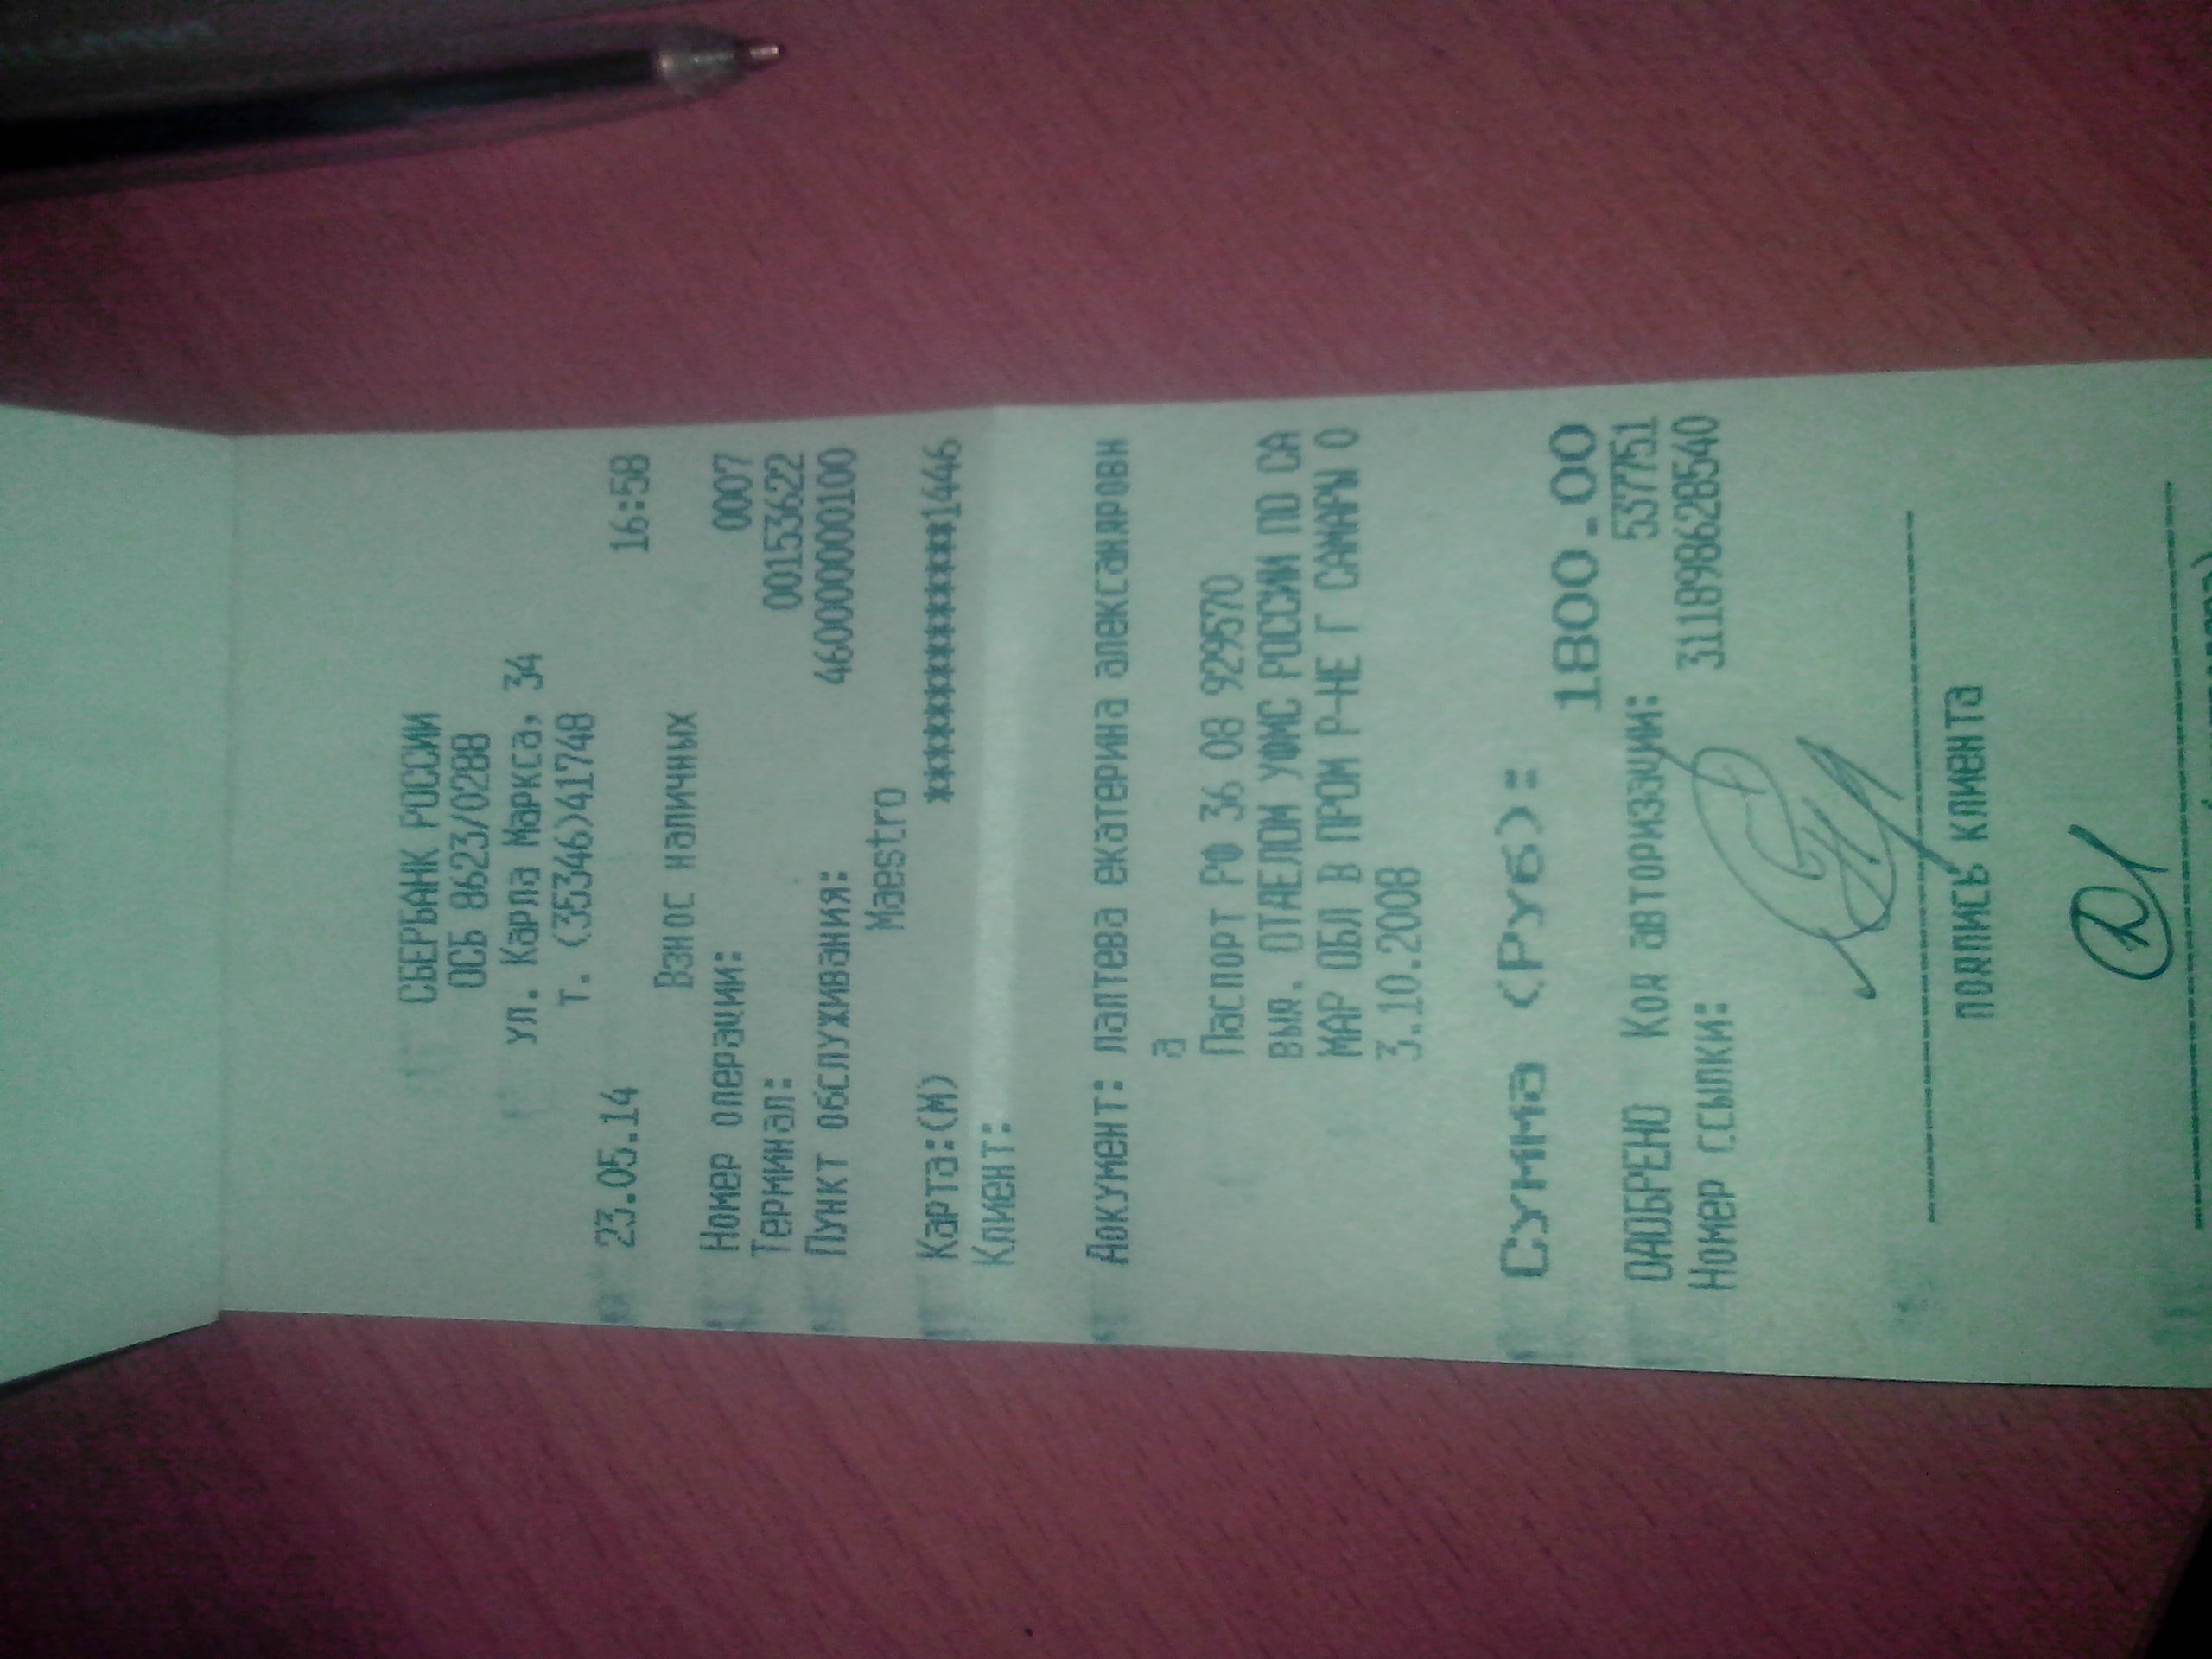 СБЕРБАНК РОССИИ
ОСБ 8623/0288
ул. Карла Маркса, 34
т. (35346)41748
23.05.14 16:58
Взнос наличных
Номер операции: 0007
Терминал: 00153622
Пункт обслуживания: 460000000100
Maestro
Карта:(М) **************1446
Клиент:
Документ: лаптева екатерина александровн
а
Паспорт РФ 36 08 929570
выд. ОТДЕЛОМ УФМС РОССИИ ПО СА
МАР ОБЛ В ПРОМ Р-НЕ Г САМАРЫ 0
3.10.2008
Сумма (Руб): 1800.00
ОДОБРЕНО Код авторизации: 537751
Номер ссылки: 311898628540
подпись клиента